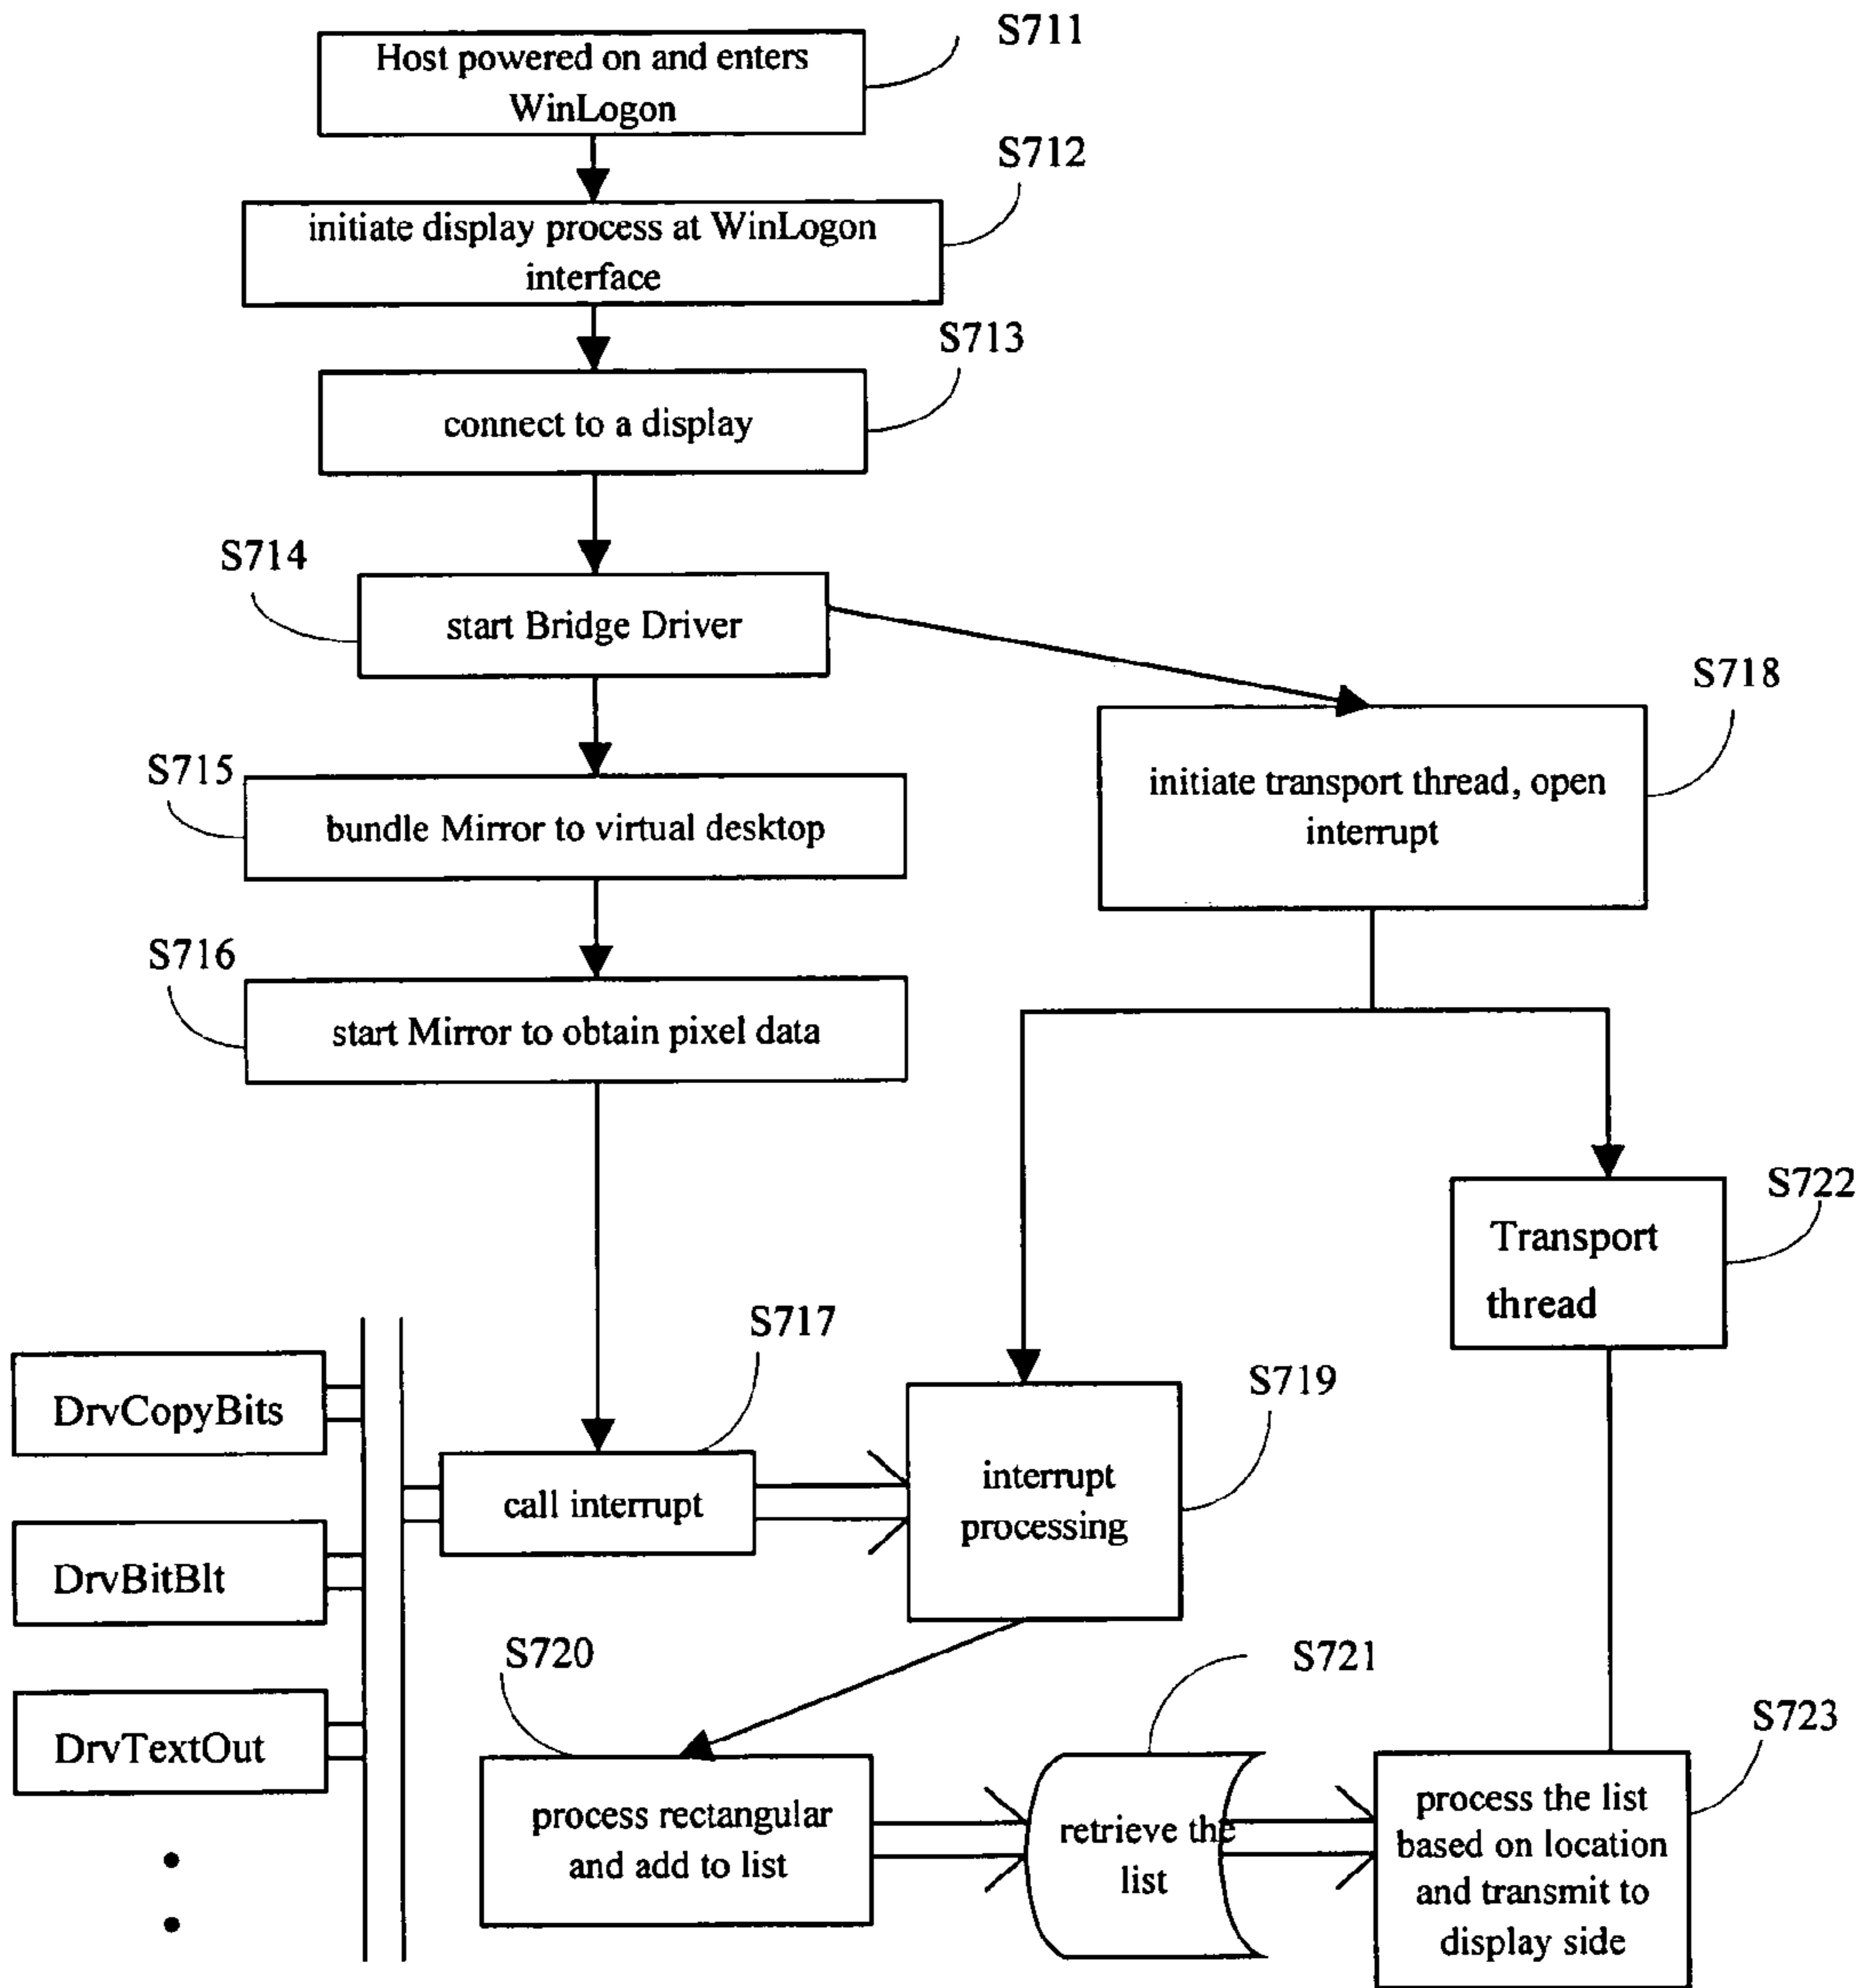 S711
Host powered on and enters
WinLogon
S712
initiate display process at WinLogon
interface
S713
connect to a display
S714
start Bridge Driver
S718
initiate transport thread, open
interrupt
S715
bundle Mirror to virtual desktop
S716
start Mirror to obtain pixel data
S722
Transport
thread
S717
call interrupt
S719
interrupt
processing
DrvCopyBits
DrvBitBlt
DrvTextOut
S720
process rectangular
and add to list
S721
retrieve the
list
S723
process the list
based on location
and transmit to
display side